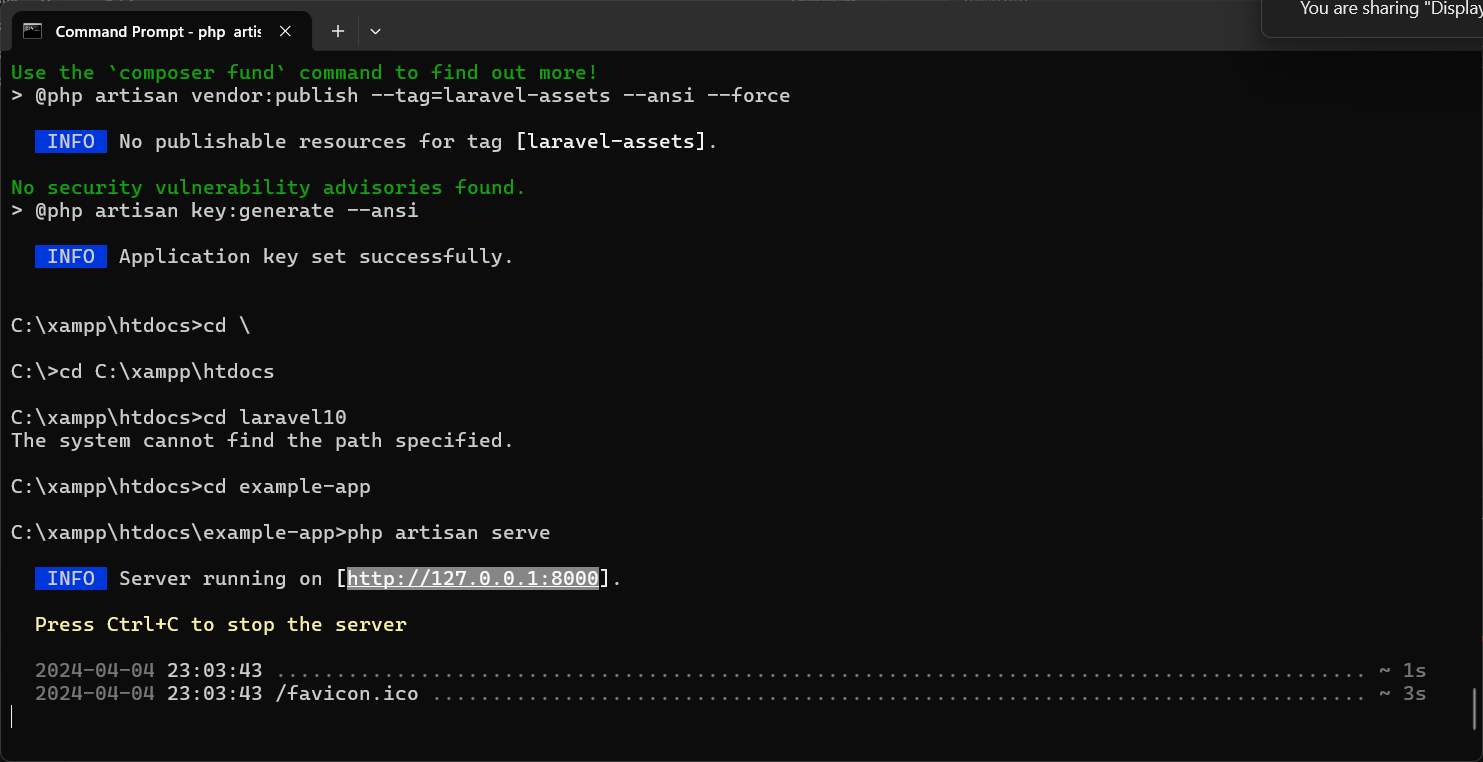 You are sharing "Display
Command Prompt - php artis
Use the `composer fund` command to find out more!
> @php artisan vendor:publish --tag=laravel-assets --ansi --force
INFO No publishable resources for tag [laravel-assets].
No security vulnerability advisories found.
> @php artisan key:generate --ansi
INFO Application key set successfully.
C:\xampp\htdocs>cd \
C:\>cd C:\xampp\htdocs
C:\xampp\htdocs>cd laravel10
The system cannot find the path specified.
C:\xampp\htdocs>cd example-app
C:\xampp\htdocs\example-app>php artisan serve
INFO Server running on [http://127.0.0.1:8000].
Press Ctrl+C to stop the server
2024-04-04 23:03:43 ........................................................................................... ~ 1s
2024-04-04 23:03:43 /favicon.ico .............................................................................. ~ 3s